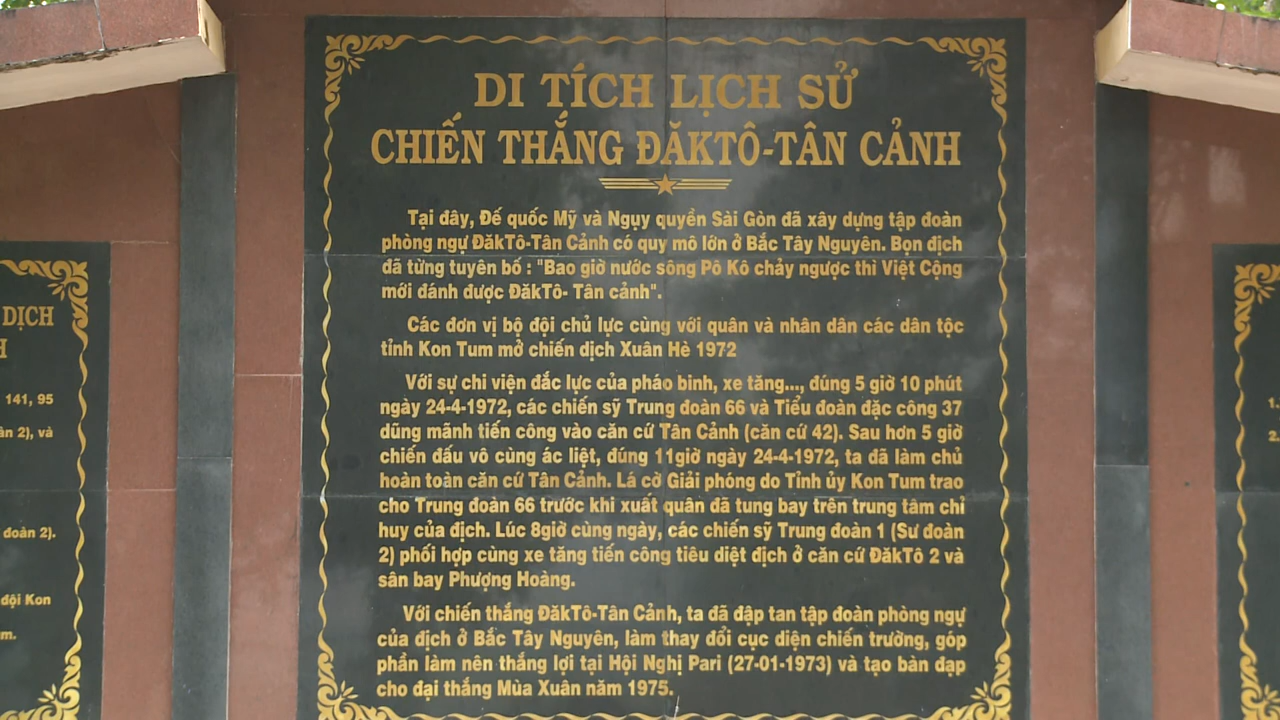 DI TÍCH LỊCH SỬ
CHIẾN THẮNG ĐĂKTÔ-TÂN CẢNH
Tại đây, Đế quốc Mỹ và Ngụy quyền Sài Gòn đã xây dựng tập đoàn
phòng ngự ĐăkTô-Tân Cảnh có quy mô lớn ở Bắc Tây Nguyên. Bọn địch
đã từng tuyên bố : "Bao giờ nước sông Pô Kô chảy ngược thì Việt Cộng
mới đánh được ĐăkTô- Tân cảnh".
Các đơn vị bộ đội chủ lực cùng với quân và nhân dân các dân tộc
tỉnh Kon Tum mở chiến dịch Xuân Hè 1972
Với sự chi viện đắc lực của pháo binh, xe tăng..., đúng 5 giờ 10 phút
ngày 24-4-1972, các chiến sỹ Trung đoàn 66 và Tiểu đoàn đặc công 37
dũng mãnh tiến công vào căn cứ Tân Cảnh (căn cứ 42). Sau hơn 5 giờ
chiến đấu vô cùng ác liệt, đúng 11giờ ngày 24-4-1972, ta đã làm chủ
hoàn toàn căn cứ Tân Cảnh. Lá cờ Giải phóng do Tỉnh ủy Kon Tum trao
cho Trung đoàn 66 trước khi xuất quân đã tung bay trên trung tâm chỉ
huy của địch. Lúc 8giờ cùng ngày, các chiến sỹ Trung đoàn 1 (Sư đoàn
2) phối hợp cùng xe tăng tiến công tiêu diệt địch ở căn cứ ĐăkTô 2 và
sân bay Phượng Hoàng.
Với chiến thắng ĐăkTô-Tân Cảnh, ta đã đập tan tập đoàn phòng ngự
của địch ở Bắc Tây Nguyên, làm thay đổi cục diện chiến trường, góp
phần làm nên thắng lợi tại Hội Nghị Pari (27-01-1973) và tạo bàn đạp
cho đại thắng Mùa Xuân năm 1975.
DỊCH
H
141, 95
àn 2), và
đoàn 2).
đội Kon
m.
1
2